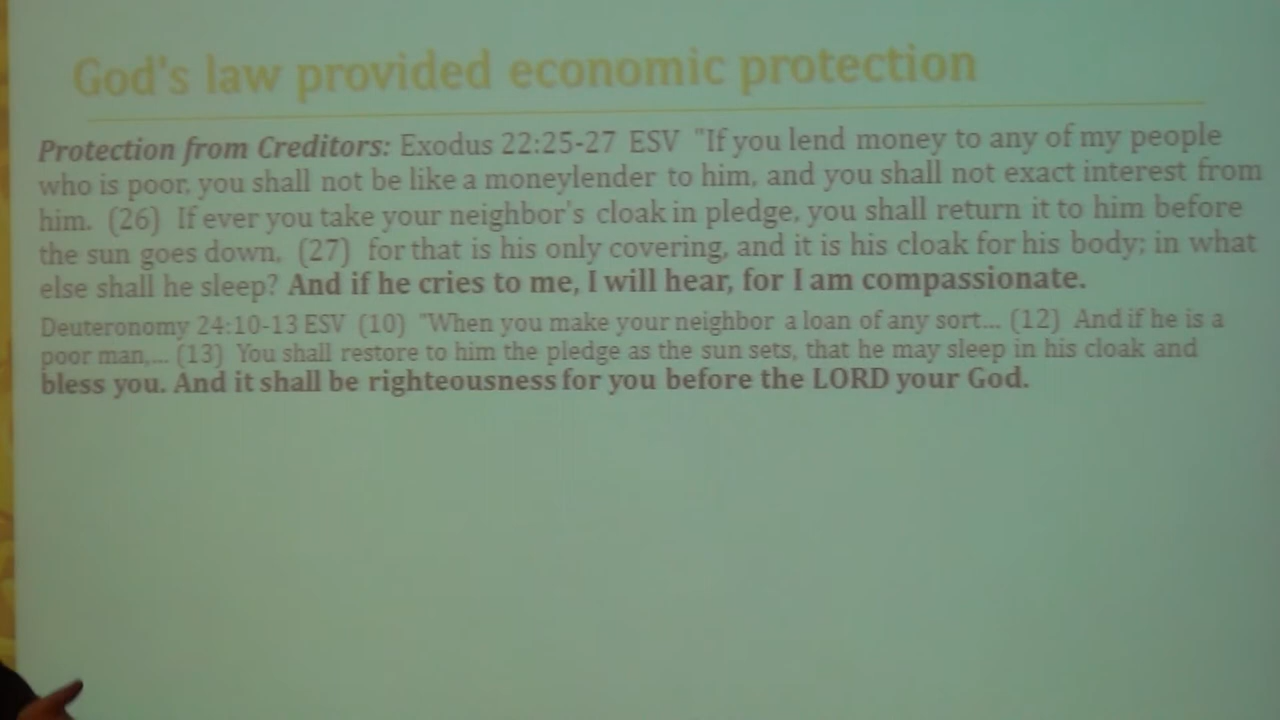 God's law provided economic protection
Protection from Creditors: Exodus 22:25-27 ESV "If you lend money to any of my people
who is poor, you shall not be like a moneylender to him, and you shall not exact interest from
him. (26) If ever you take your neighbor's cloak in pledge, you shall return it to him before
the sun goes down, (27) for that is his only covering, and it is his cloak for his body; in what
else shall he sleep? And if he cries to me, I will hear, for I am compassionate.
Deuteronomy 24:10-13 ESV (10) "When you make your neighbor a loan of any sort... (12) And if he is a
poor man,... (13) You shall restore to him the pledge as the sun sets, that he may sleep in his cloak and
bless you. And it shall be righteousness for you before the LORD your God.